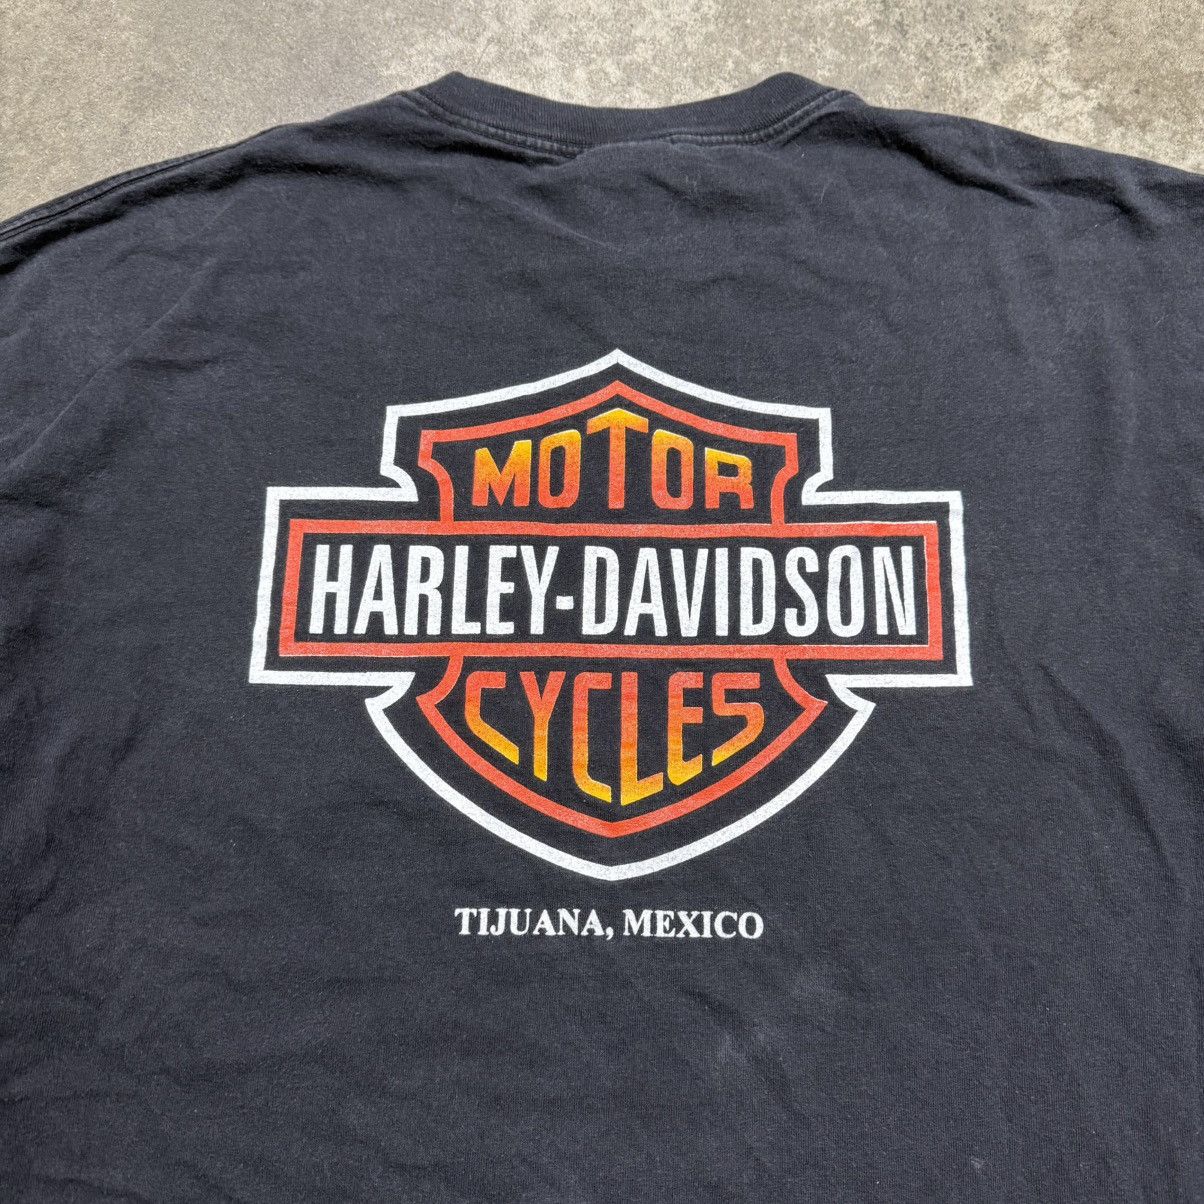 MOTOR
HARLEY-DAVIDSON
CYCLES
TIJUANA, MEXICO